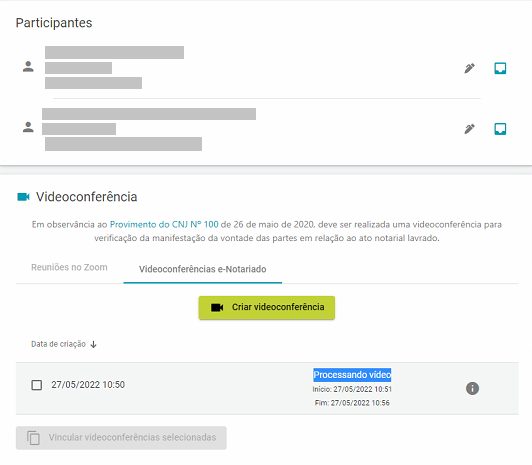 Participantes
Videoconferência
Em observância ao Provimento do CNJ Nº 100 de 26 de maio de 2020, deve ser realizada uma videoconferência para
verificação da manifestação da vontade das partes em relação ao ato notarial lavrado.
Reuniões no Zoom
Videoconferências e-Notariado
Criar videoconferência
Data de criação
Processando vídeo
27/05/2022 10:50
Início: 27/05/2022 10:51
Fim: 27/05/2022 10:56
Vincular videoconferências selecionadas